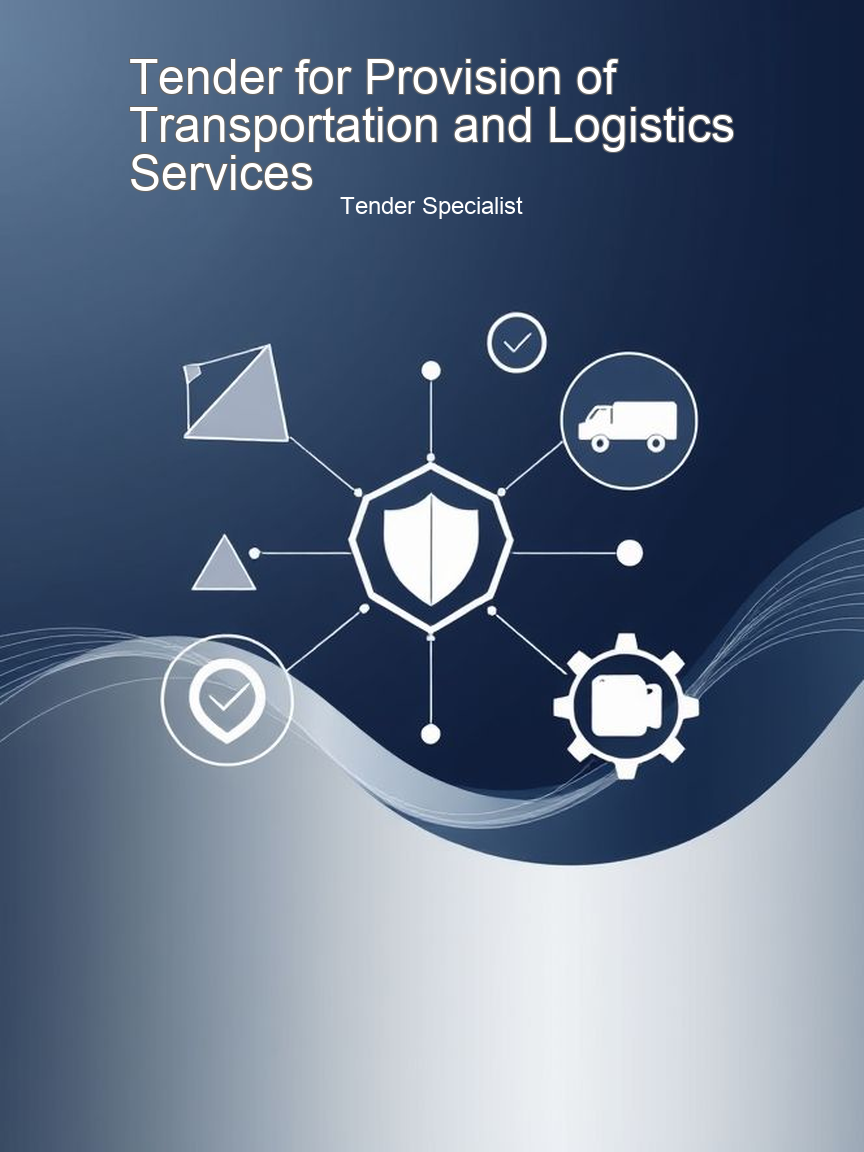 Tender for Provision of
Transportation and Logistics
Services
Tender Specialist